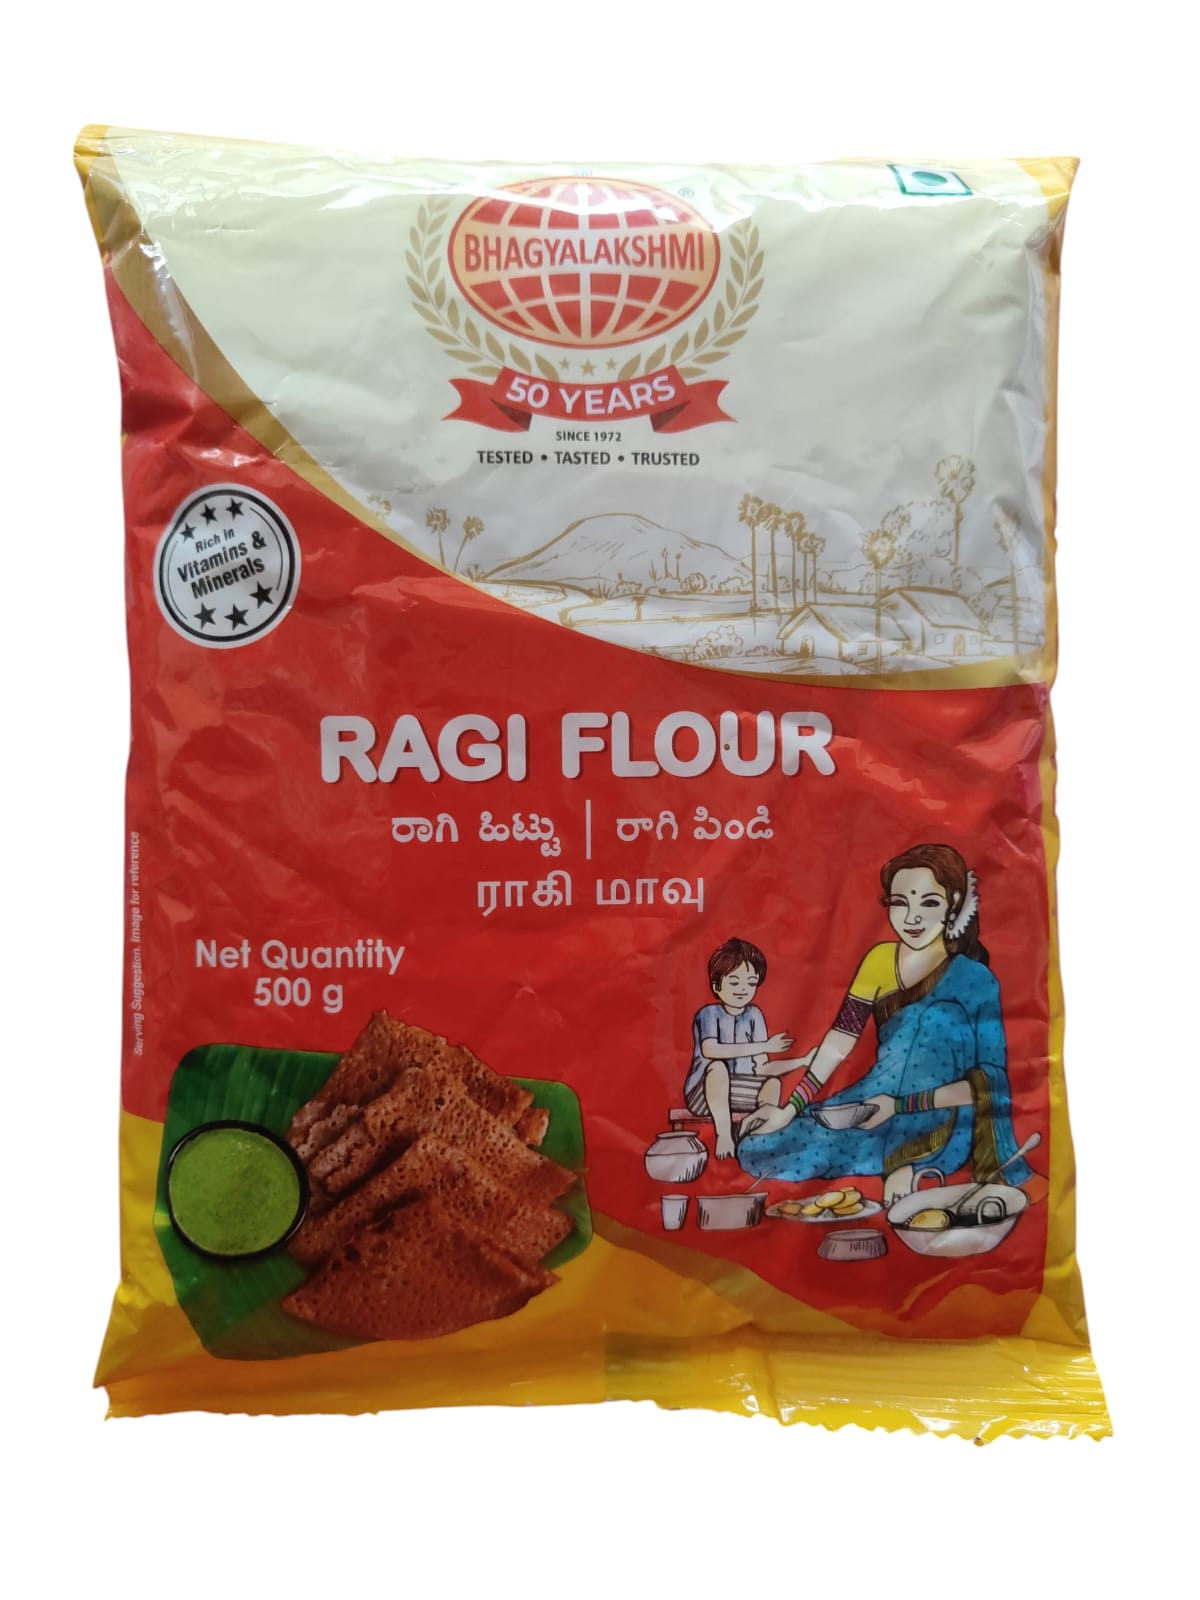 Sri
BHAGYALAKSHMI ®
50 YEARS
SINCE 1972
TESTED • TASTED • TRUSTED
Rich in
Vitamins &
Minerals
RAGI FLOUR
ರಾಗಿ ಹಿಟ್ಟು | రాగి పిండి
ராகி மாவு
Net Quantity
500 g
Serving Suggestion. Image for reference